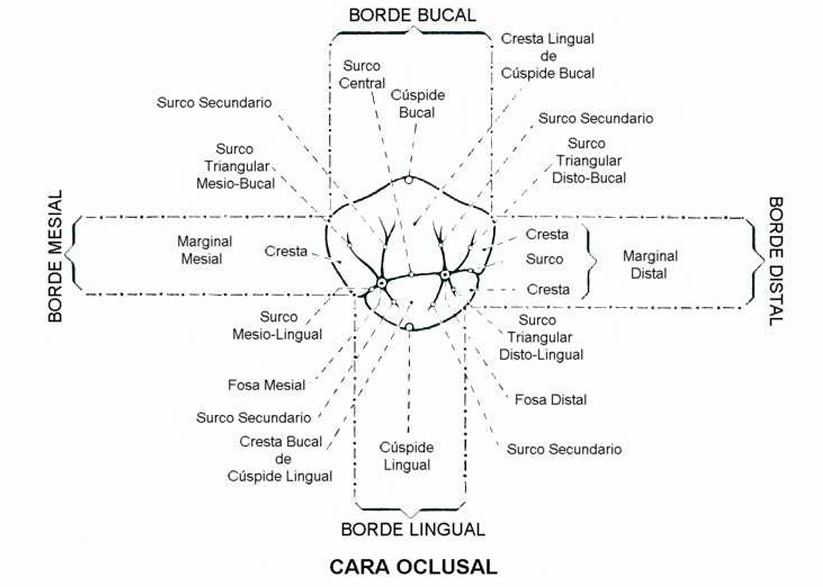 BORDE BUCAL
Cresta Lingual
de
Cúspide Bucal
Surco
Central
Cúspide
Bucal
Surco Secundario
Surco Secundario
Surco
Triangular
Mesio-Bucal
Surco
Triangular
Disto-Bucal
BORDE MESIAL
Marginal
Mesial
Cresta
Cresta
Surco
Cresta
Marginal
Distal
BORDE DISTAL
Surco
Mesio-Lingual
Surco
Triangular
Disto-Lingual
Fosa Mesial
Fosa Distal
Surco Secundario
Cresta Bucal
de
Cúspide Lingual
Cúspide
Lingual
Surco Secundario
BORDE LINGUAL
CARA OCLUSAL